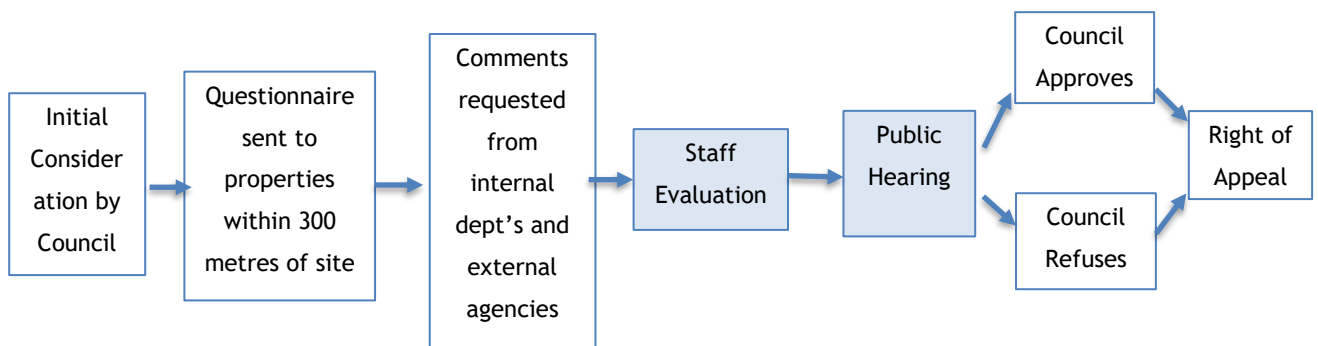 Initial
Consider
ation by
Council
Questionnaire
sent to
properties
within 300
metres of site
Comments
requested
from
internal
dept’s and
external
agencies
Staff
Evaluation
Public
Hearing
Council
Approves
Council
Refuses
Right of
Appeal